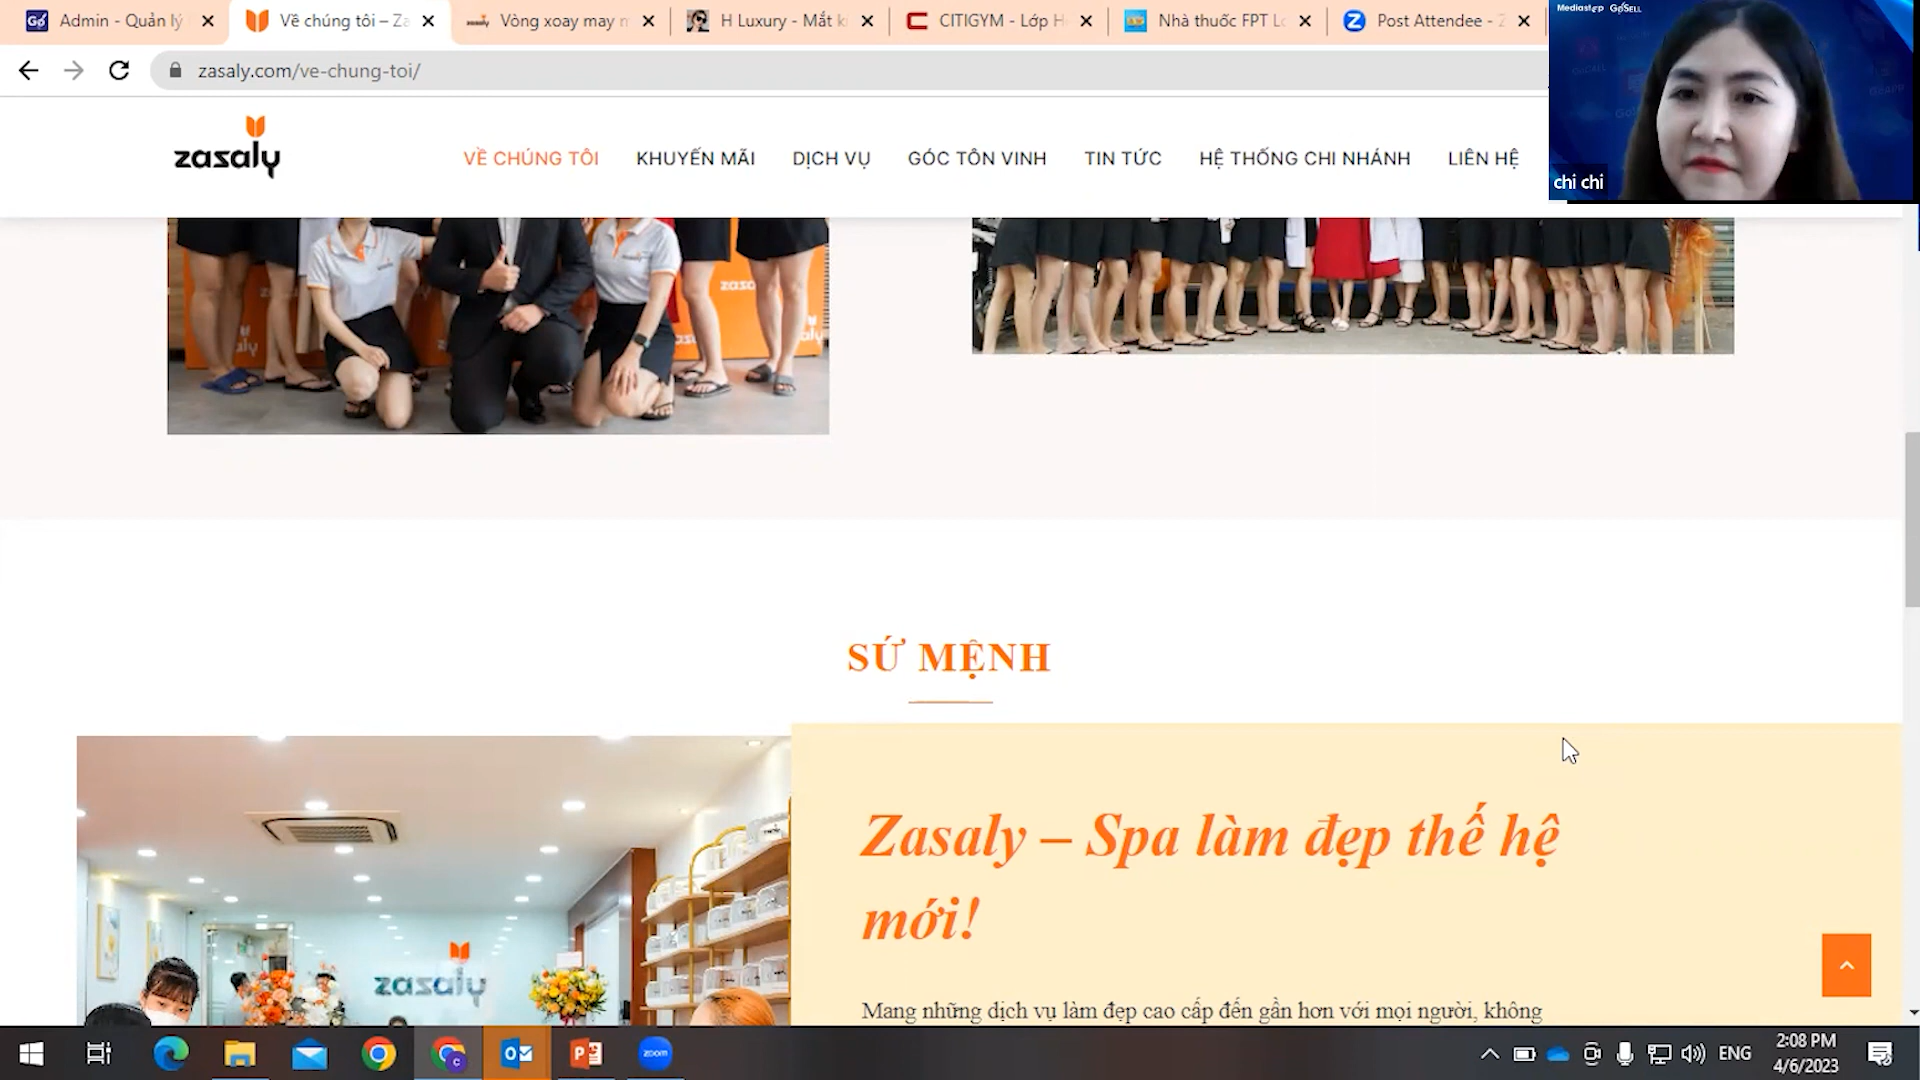 Admin - Quản lý
Về chúng tôi – Za
Vòng xoay may m
H Luxury - Mắt k
CITIGYM - Lớp H
Nhà thuốc FPT Lo
Post Attendee - Z
Mediastep GoSELL
zasaly.com/ve-chung-toi/
zasaly
VỀ CHÚNG TÔI KHUYẾN MÃI DỊCH VỤ GÓC TÔN VINH TIN TỨC HỆ THỐNG CHI NHÁNH LIÊN HỆ
chi chi
SỨ MỆNH
Zasaly – Spa làm đẹp thế hệ
mới!
zasaly
Mang những dịch vụ làm đẹp cao cấp đến gần hơn với mọi người, không
zoom
ENG
2:08 PM
4/6/2023